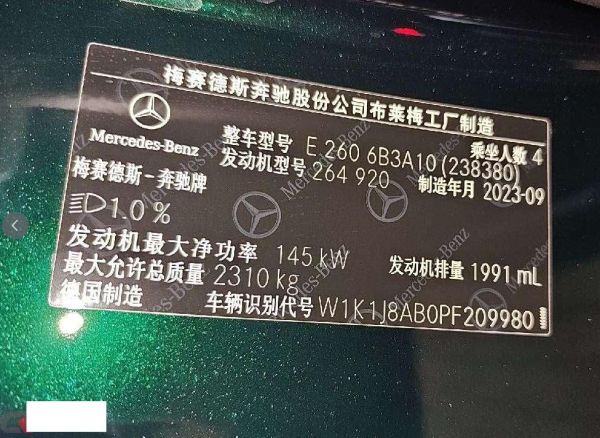 梅赛德斯奔驰股份公司布莱梅工厂制造
Mercedes-Benz
整车型号 E 260 6B3A10 (238380) 乘坐人数 4
发动机型号 264 920 制造年月 2023-09
梅赛德斯－奔驰牌
1.0 %
发动机最大净功率 145 kW 发动机排量 1991 mL
最大允许总质量 2310 kg
德国制造 车辆识别代号 W1K1J8AB0PF209980